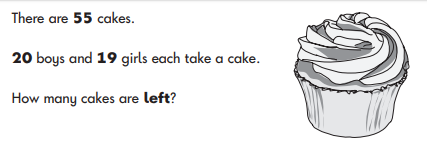 There are 55 cakes.
20 boys and 19 girls each take a cake.
How many cakes are left?